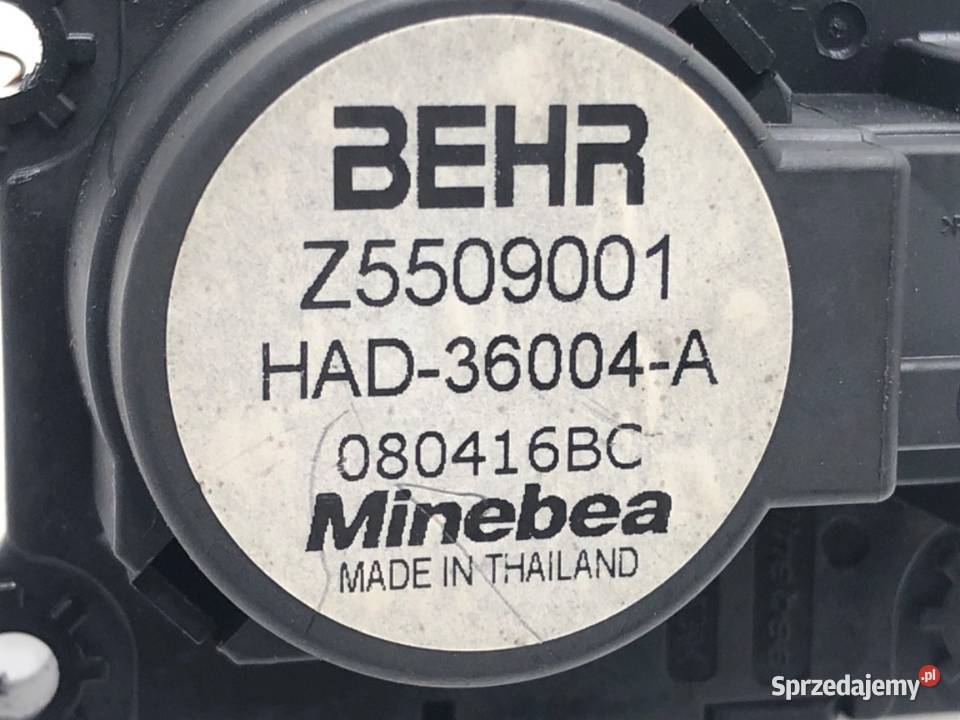 BEHR
Z5509001
HAD-36004-A
080416BC
Minebea
MADE IN THAILAND
Sprzedajemy.pl